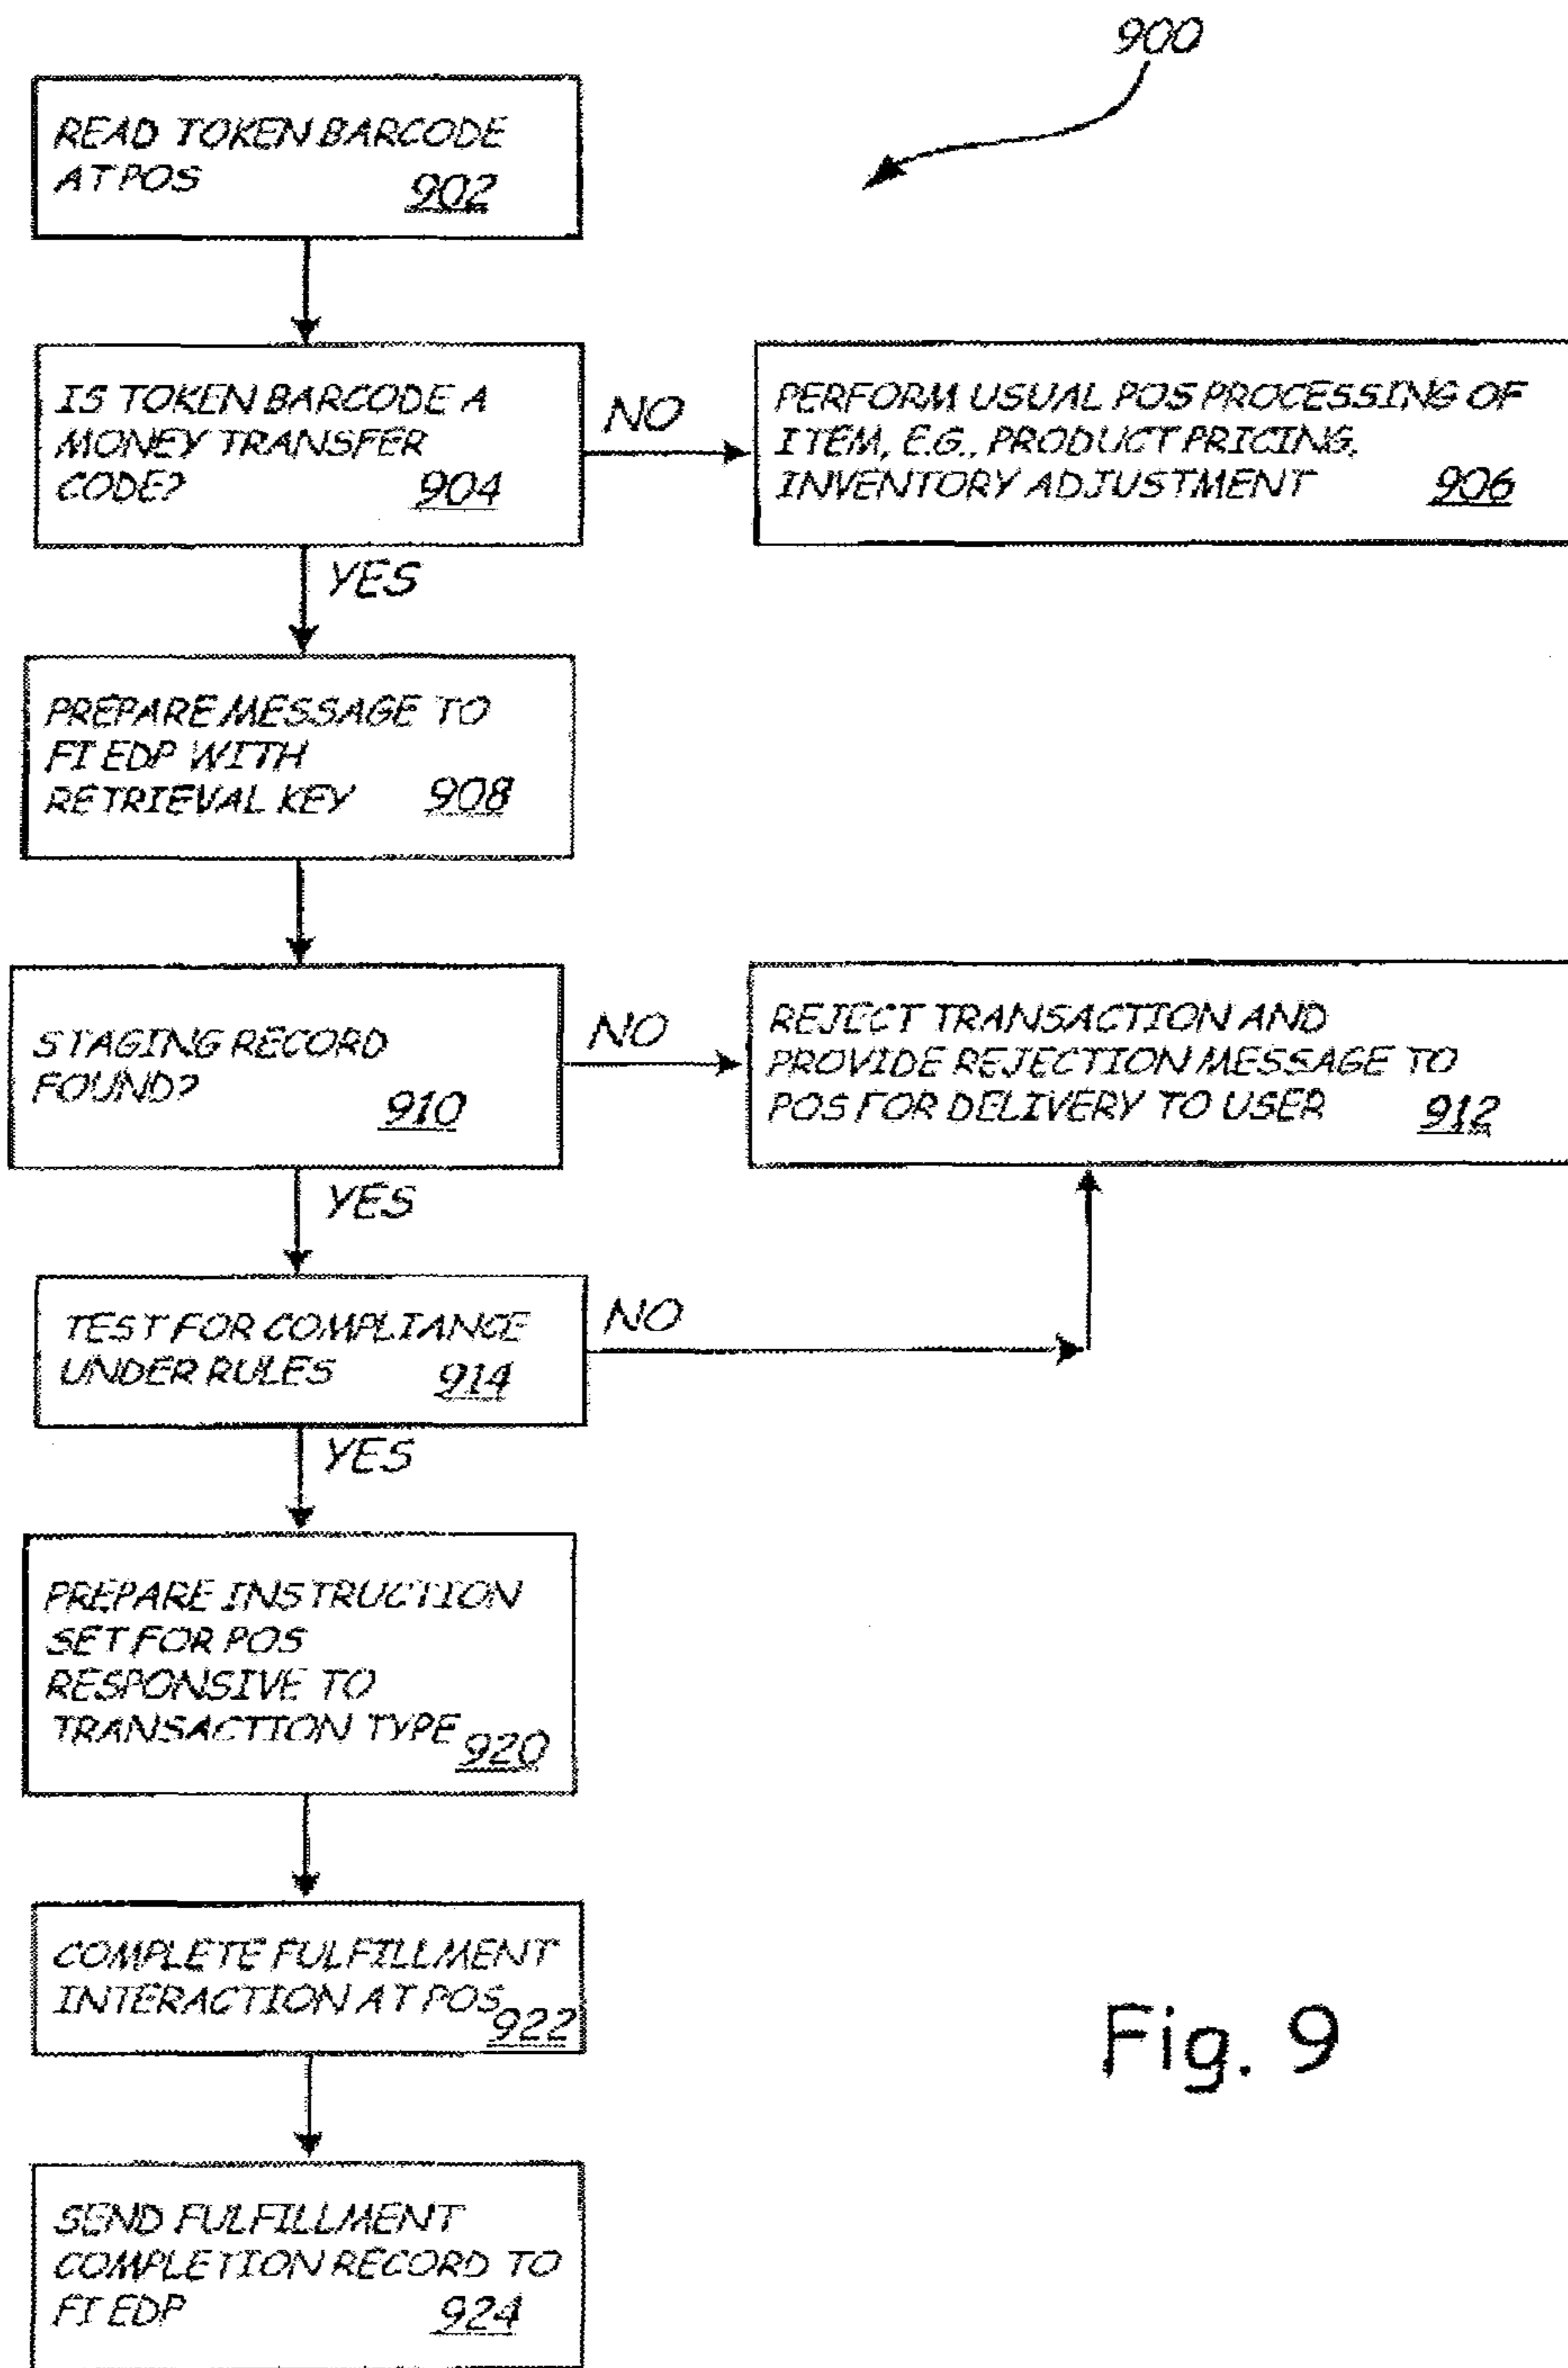 900
READ TOKEN BARCODE
AT POS 902
IS TOKEN BARCODE A
MONEY TRANSFER
CODE? 904
NO
PERFORM USUAL POS PROCESSING OF
ITEM, E.G., PRODUCT PRICING,
INVENTORY ADJUSTMENT 906
YES
PREPARE MESSAGE TO
FI EDP WITH
RETRIEVAL KEY 908
STAGING RECORD
FOUND? 910
NO
REJECT TRANSACTION AND
PROVIDE REJECTION MESSAGE TO
POS FOR DELIVERY TO USER 912
YES
TEST FOR COMPLIANCE
UNDER RULES 914
NO
YES
PREPARE INSTRUCTION
SET FOR POS
RESPONSIVE TO
TRANSACTION TYPE 920
COMPLETE FULFILLMENT
INTERACTION AT POS 922
SEND FULFILLMENT
COMPLETION RECORD TO
FI EDP 924
Fig. 9